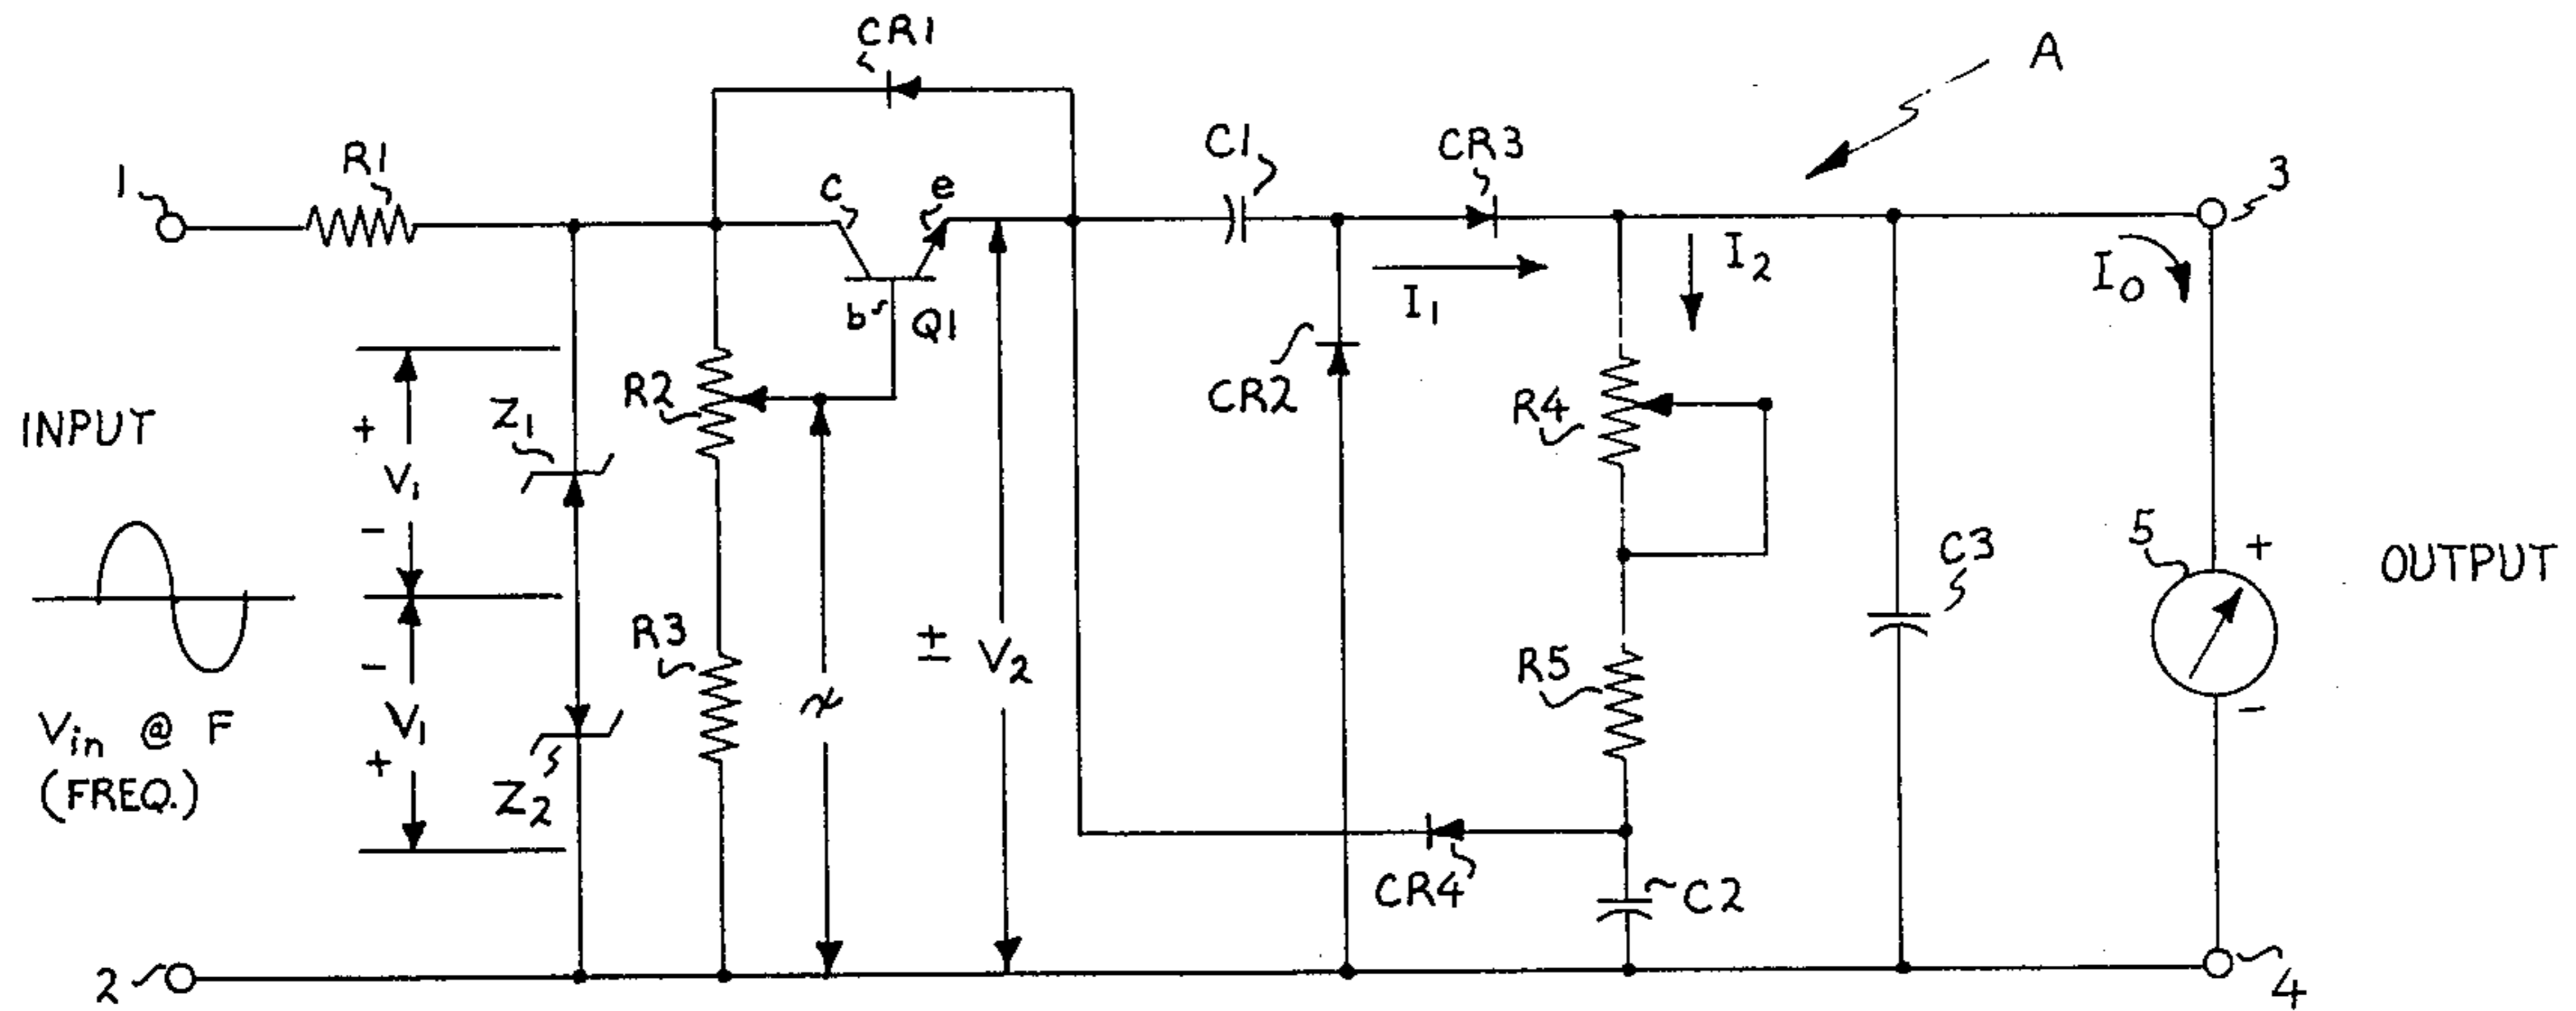 CR1
A
1
R1
c
e
C1
CR3
3
b
Q1
I1
I2
I0
CR2
R2
R4
INPUT
Z1
+
V1
-
5
+
C3
OUTPUT
R3
± V2
R5
-
V1
+
-
Vin @ F
(FREQ.)
Z2
CR4
C2
2
4